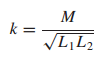 k = M / √L₁L₂